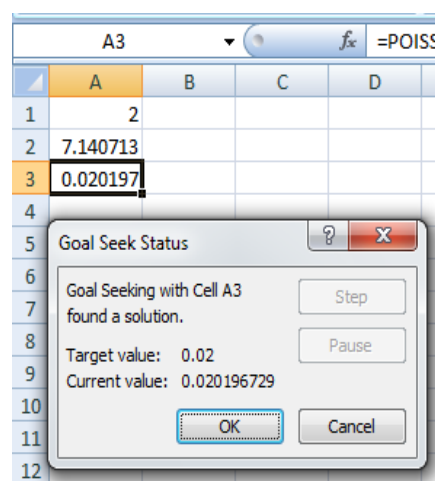 A3 fx =POISS
A B C D
1 2
2 7.140713
3 0.020197
4
5
6
7
8
9
10
11
12
Goal Seek Status ? X
Goal Seeking with Cell A3
found a solution.
Step
Pause
Target value: 0.02
Current value: 0.020196729
OK Cancel